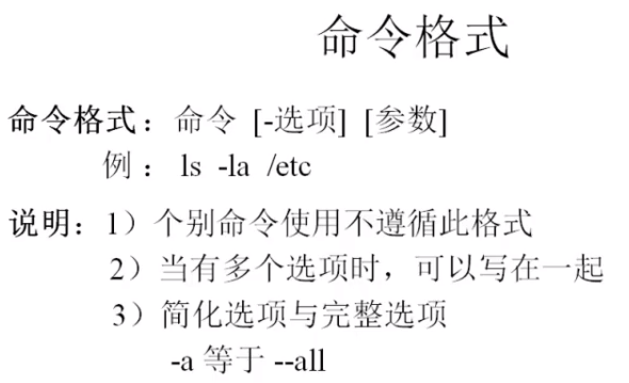 命令格式
命令格式：命令 [-选项] [参数]
例： ls -la /etc
说明：1）个别命令使用不遵循此格式
2）当有多个选项时，可以写在一起
3）简化选项与完整选项
-a 等于 --all